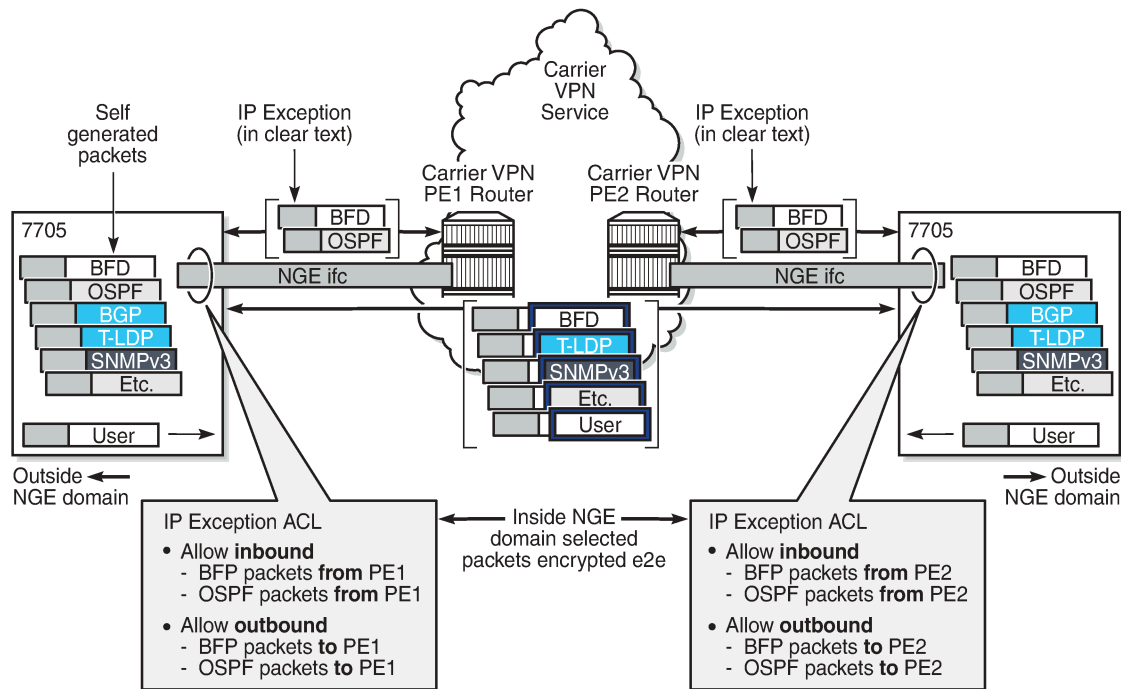 Carrier
VPN
Service
Self
generated
packets
IP Exception
(in clear text)
IP Exception
(in clear text)
Carrier VPN
PE1 Router
Carrier VPN
PE2 Router
7705
BFD
OSPF
BFD
OSPF
7705
BFD
OSPF
BGP
T-LDP
SNMPv3
Etc.
User
NGE ifc
NGE ifc
BFD
T-LDP
SNMPv3
Etc.
User
BFD
OSPF
BGP
T-LDP
SNMPv3
Etc.
User
Outside
NGE domain
Outside
NGE domain
IP Exception ACL
• Allow inbound
- BFP packets from PE1
- OSPF packets from PE1
• Allow outbound
- BFP packets to PE1
- OSPF packets to PE1
Inside NGE
domain selected
packets encrypted e2e
IP Exception ACL
• Allow inbound
- BFP packets from PE2
- OSPF packets from PE2
• Allow outbound
- BFP packets to PE2
- OSPF packets to PE2